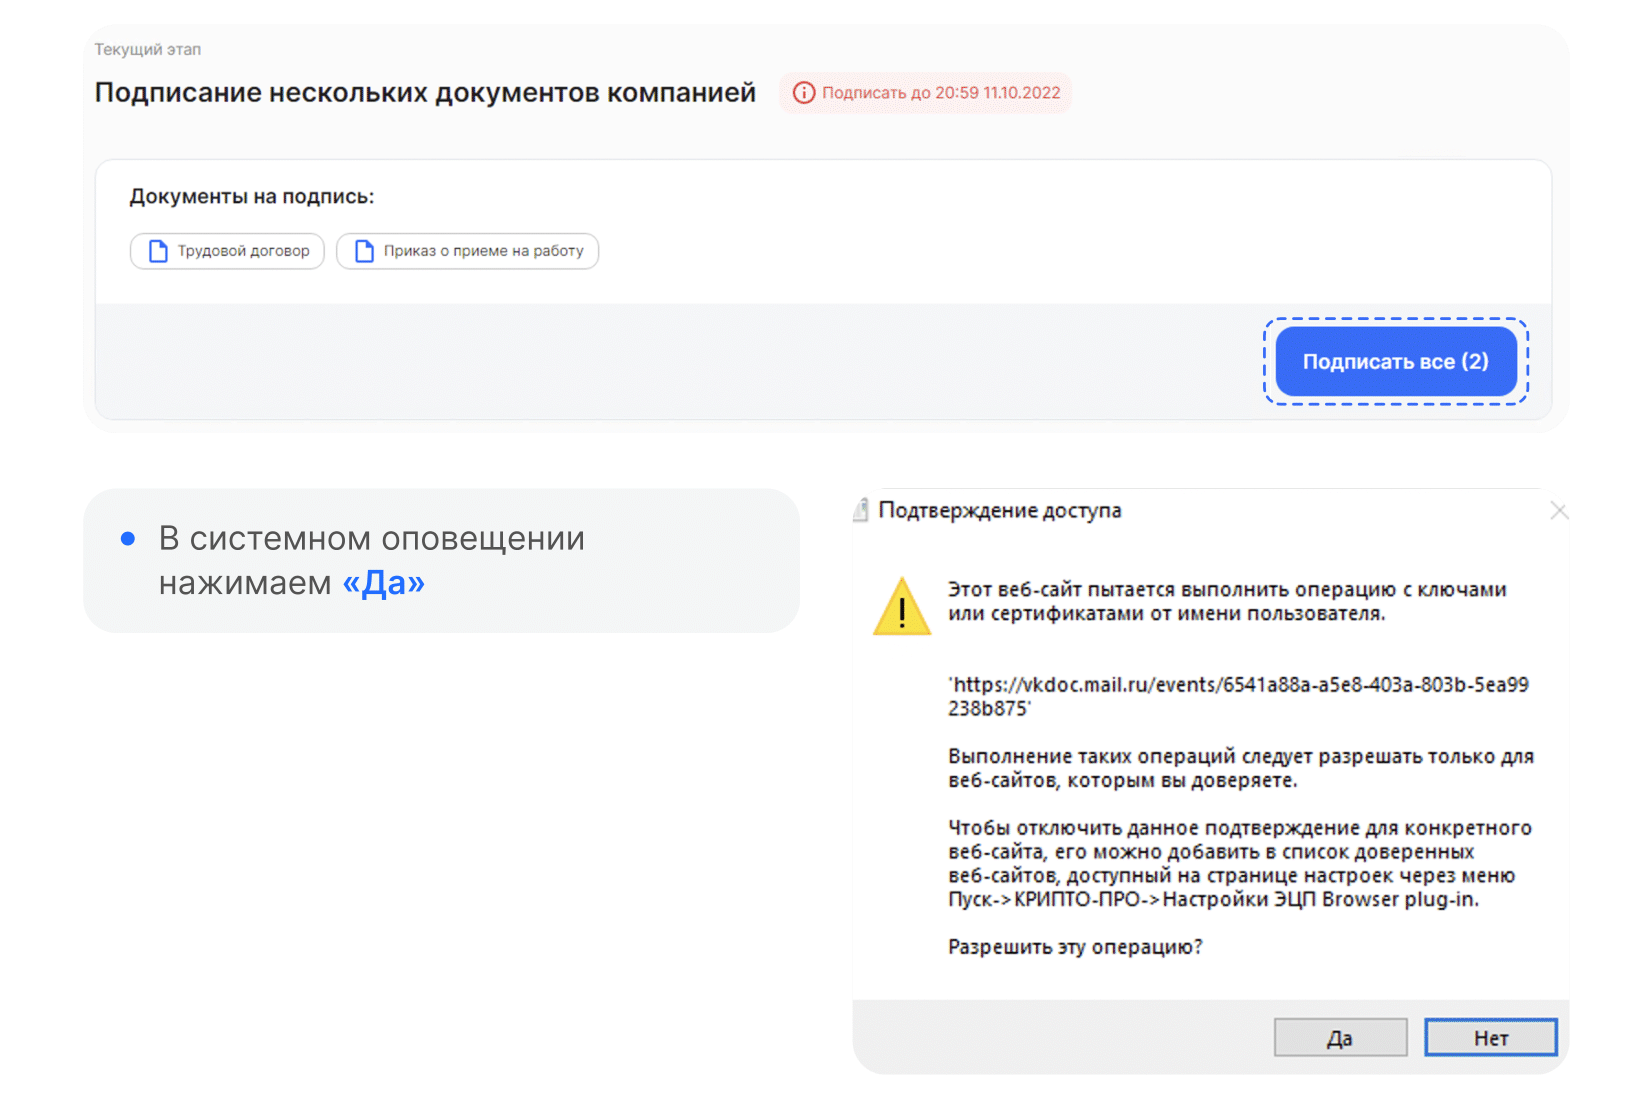 Текущий этап
Подписание нескольких документов компанией
Подписать до 20:59 11.10.2022
Документы на подпись:
Трудовой договор
Приказ о приеме на работу
Подписать все (2)
• В системном оповещении
нажимаем «Да»
Подтверждение доступа
Этот веб-сайт пытается выполнить операцию с ключами
или сертификатами от имени пользователя.
'https://vkdoc.mail.ru/events/6541a88a-a5e8-403a-803b-5ea99
238b875'
Выполнение таких операций следует разрешать только для
веб-сайтов, которым вы доверяете.
Чтобы отключить данное подтверждение для конкретного
веб-сайта, его можно добавить в список доверенных
веб-сайтов, доступный на странице настроек через меню
Пуск->КРИПТО-ПРО->Настройки ЭЦП Browser plug-in.
Разрешить эту операцию?
Да
Нет